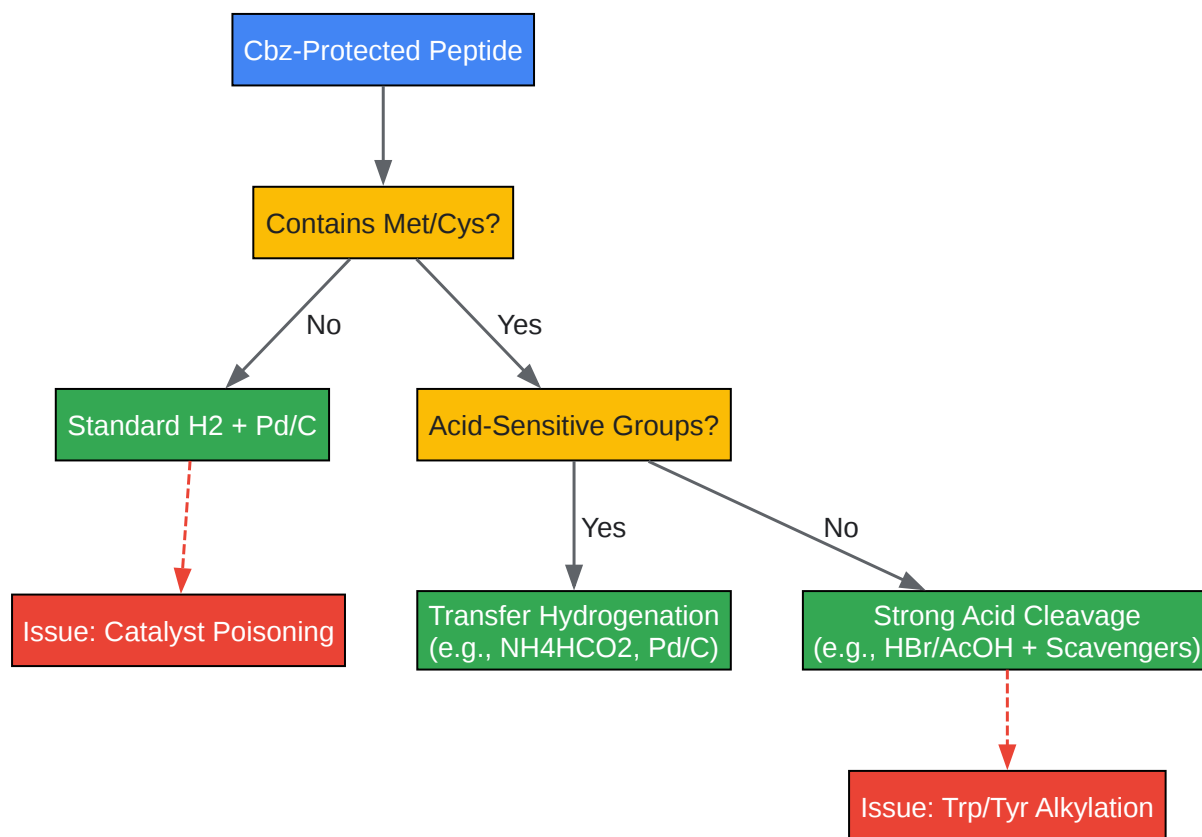 Cbz-Protected Peptide
Contains Met/Cys?
No
Yes
Standard H2 + Pd/C
Acid-Sensitive Groups?
Yes
No
Issue: Catalyst Poisoning
Transfer Hydrogenation
(e.g., NH4HCO2, Pd/C)
Strong Acid Cleavage
(e.g., HBr/AcOH + Scavengers)
Issue: Trp/Tyr Alkylation